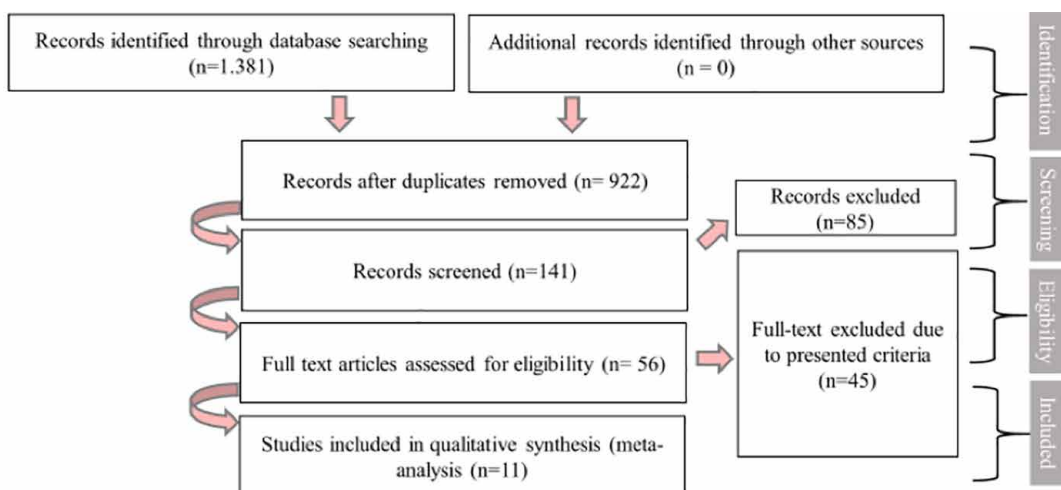 Records identified through database searching
(n=1.381)
Additional records identified through other sources
(n = 0)
Identification
Records after duplicates removed (n= 922)
Records excluded
(n=85)
Screening
Records screened (n=141)
Full-text excluded due
to presented criteria
(n=45)
Eligibility
Full text articles assessed for eligibility (n= 56)
Studies included in qualitative synthesis (meta-
analysis (n=11)
Included